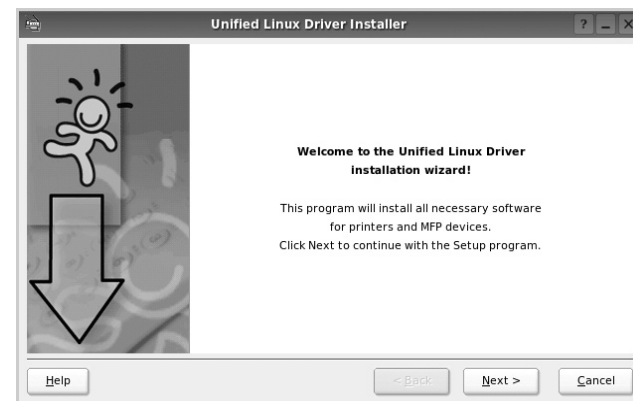 Unified Linux Driver Installer
Welcome to the Unified Linux Driver
installation wizard!
This program will install all necessary software
for printers and MFP devices.
Click Next to continue with the Setup program.
Help
< Back
Next >
Cancel